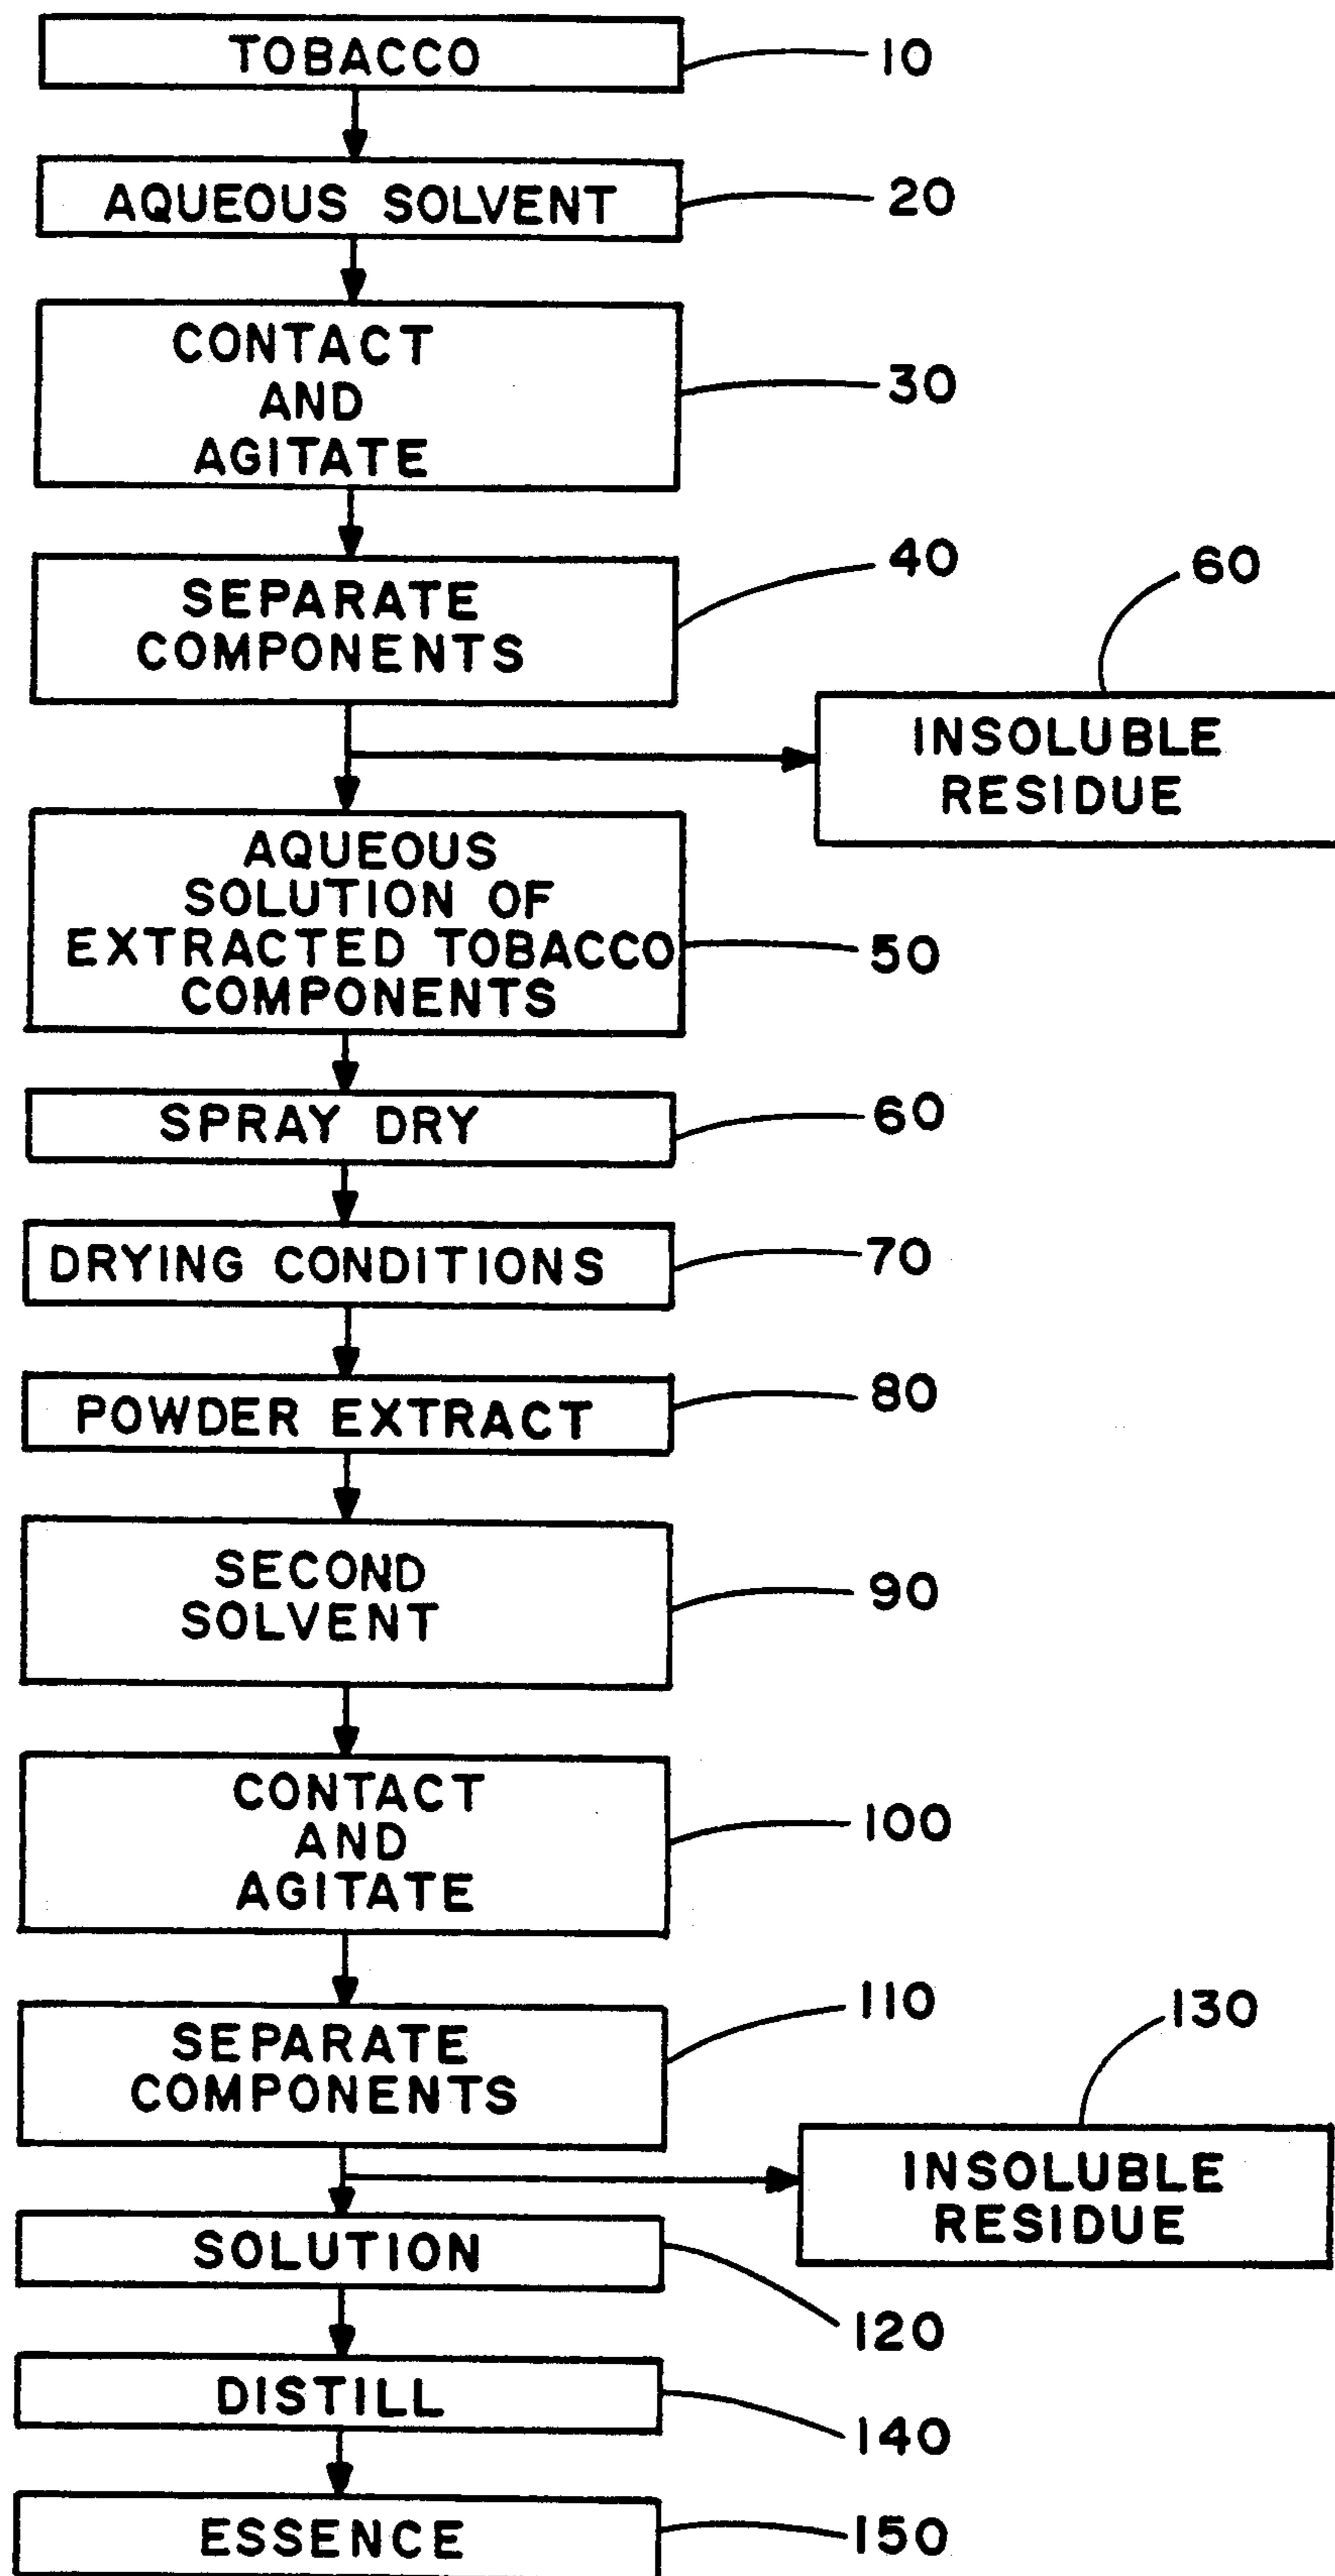 TOBACCO
10
AQUEOUS SOLVENT
20
CONTACT
AND
AGITATE
30
SEPARATE
COMPONENTS
40
INSOLUBLE
RESIDUE
60
AQUEOUS
SOLUTION OF
EXTRACTED TOBACCO
COMPONENTS
50
SPRAY DRY
60
DRYING CONDITIONS
70
POWDER EXTRACT
80
SECOND
SOLVENT
90
CONTACT
AND
AGITATE
100
SEPARATE
COMPONENTS
110
INSOLUBLE
RESIDUE
130
SOLUTION
120
DISTILL
140
ESSENCE
150